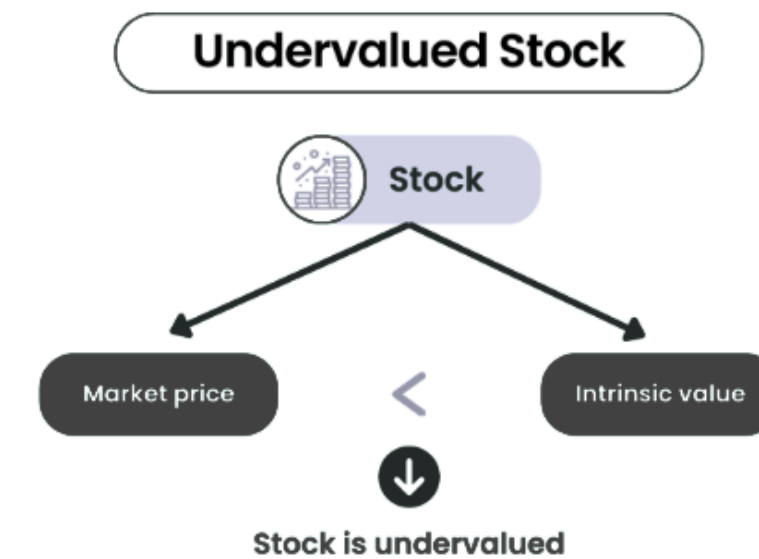 Undervalued Stock
Stock
Market price
<
Intrinsic value
Stock is undervalued